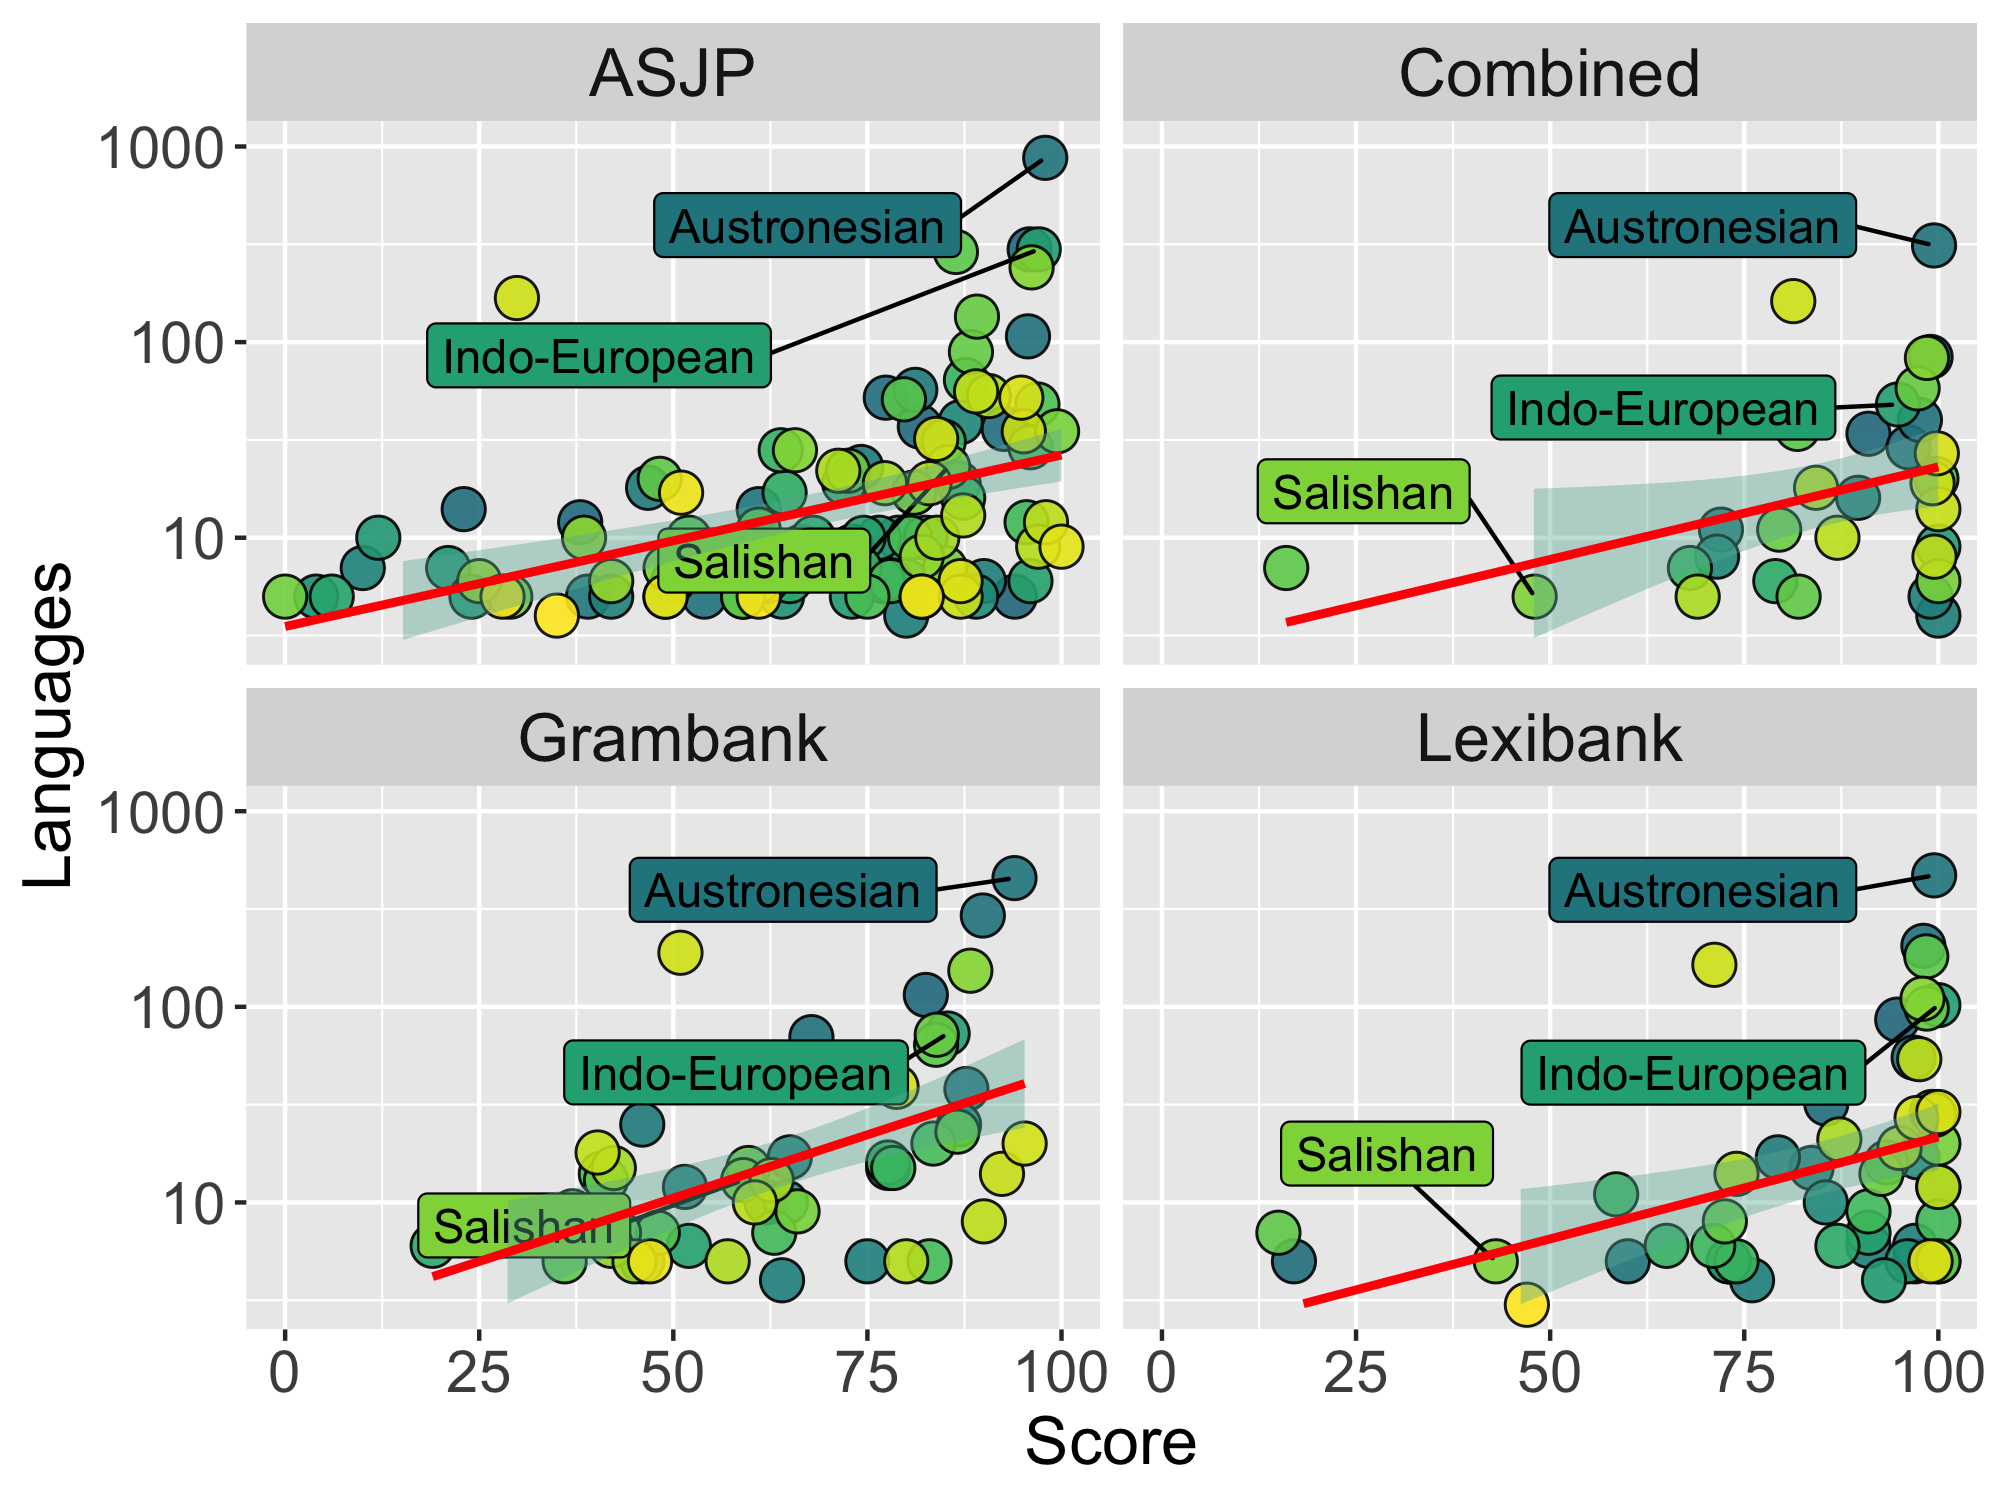 ASJP
Combined
1000
100
10
Austronesian
Indo-European
Salishan
Austronesian
Indo-European
Salishan
Languages
Grambank
Lexibank
1000
100
10
Austronesian
Indo-European
Salishan
Austronesian
Indo-European
Salishan
0 25 50 75 100
0 25 50 75 100
Score